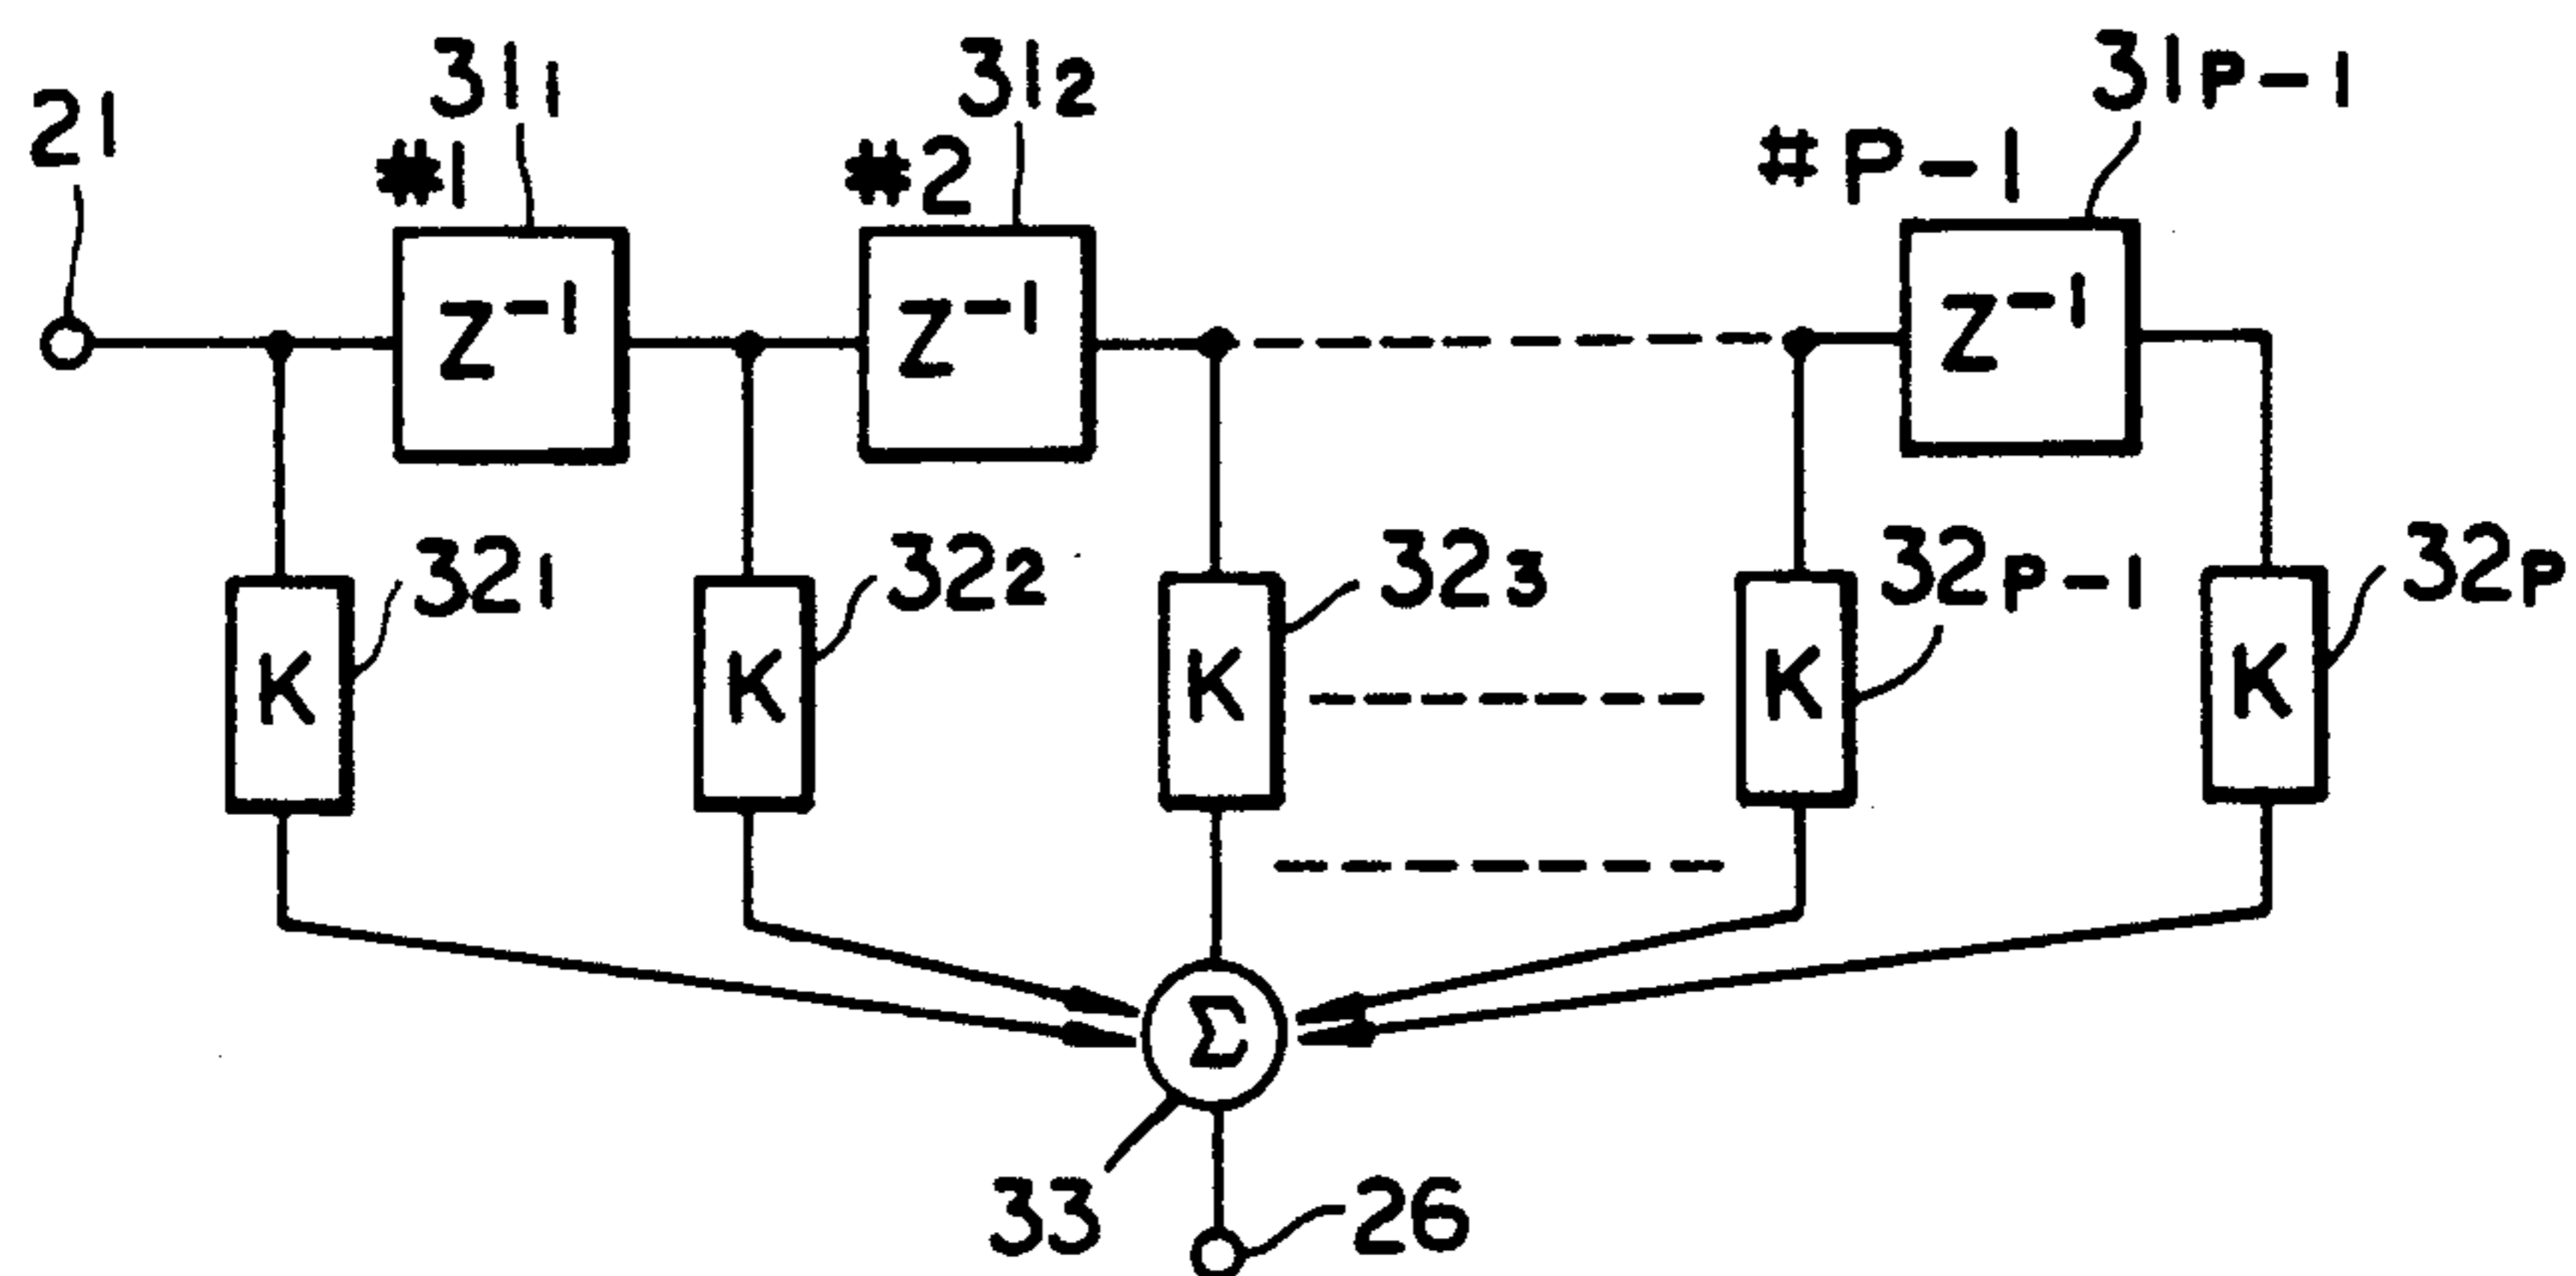 21
31₁
31₂
31P-1
#1
#2
#P-1
Z⁻¹
Z⁻¹
Z⁻¹
32₁
32₂
32₃
32P-1
32P
K
K
K
K
K
Σ
33
26